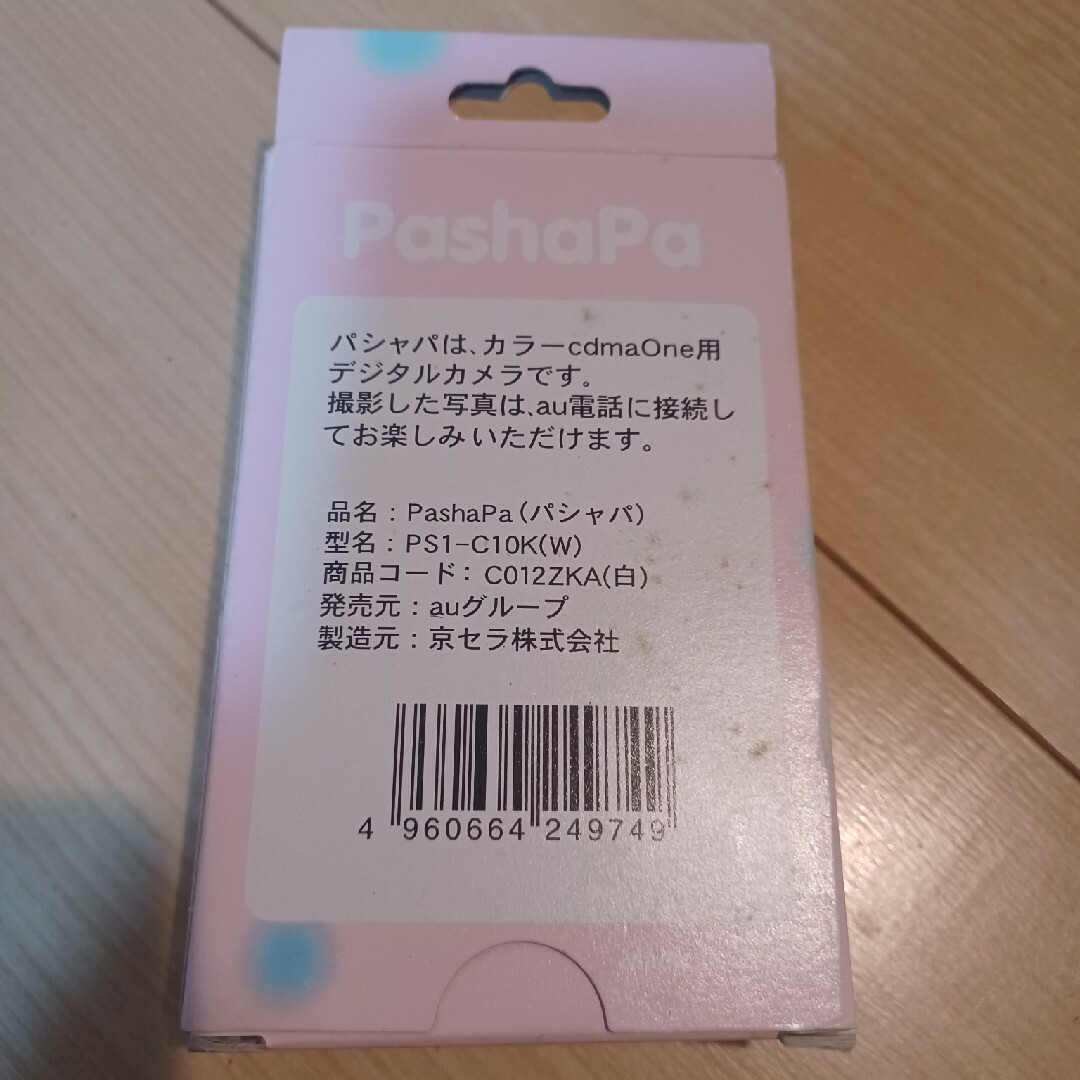 PashaPa
パシャパは、カラーcdmaOne用
デジタルカメラです。
撮影した写真は、au電話に接続し
てお楽しみいただけます。
品名：PashaPa（パシャパ）
型名：PS1-C10K(W)
商品コード：C012ZKA(白)
発売元：auグループ
製造元：京セラ株式会社
4 960664 249749